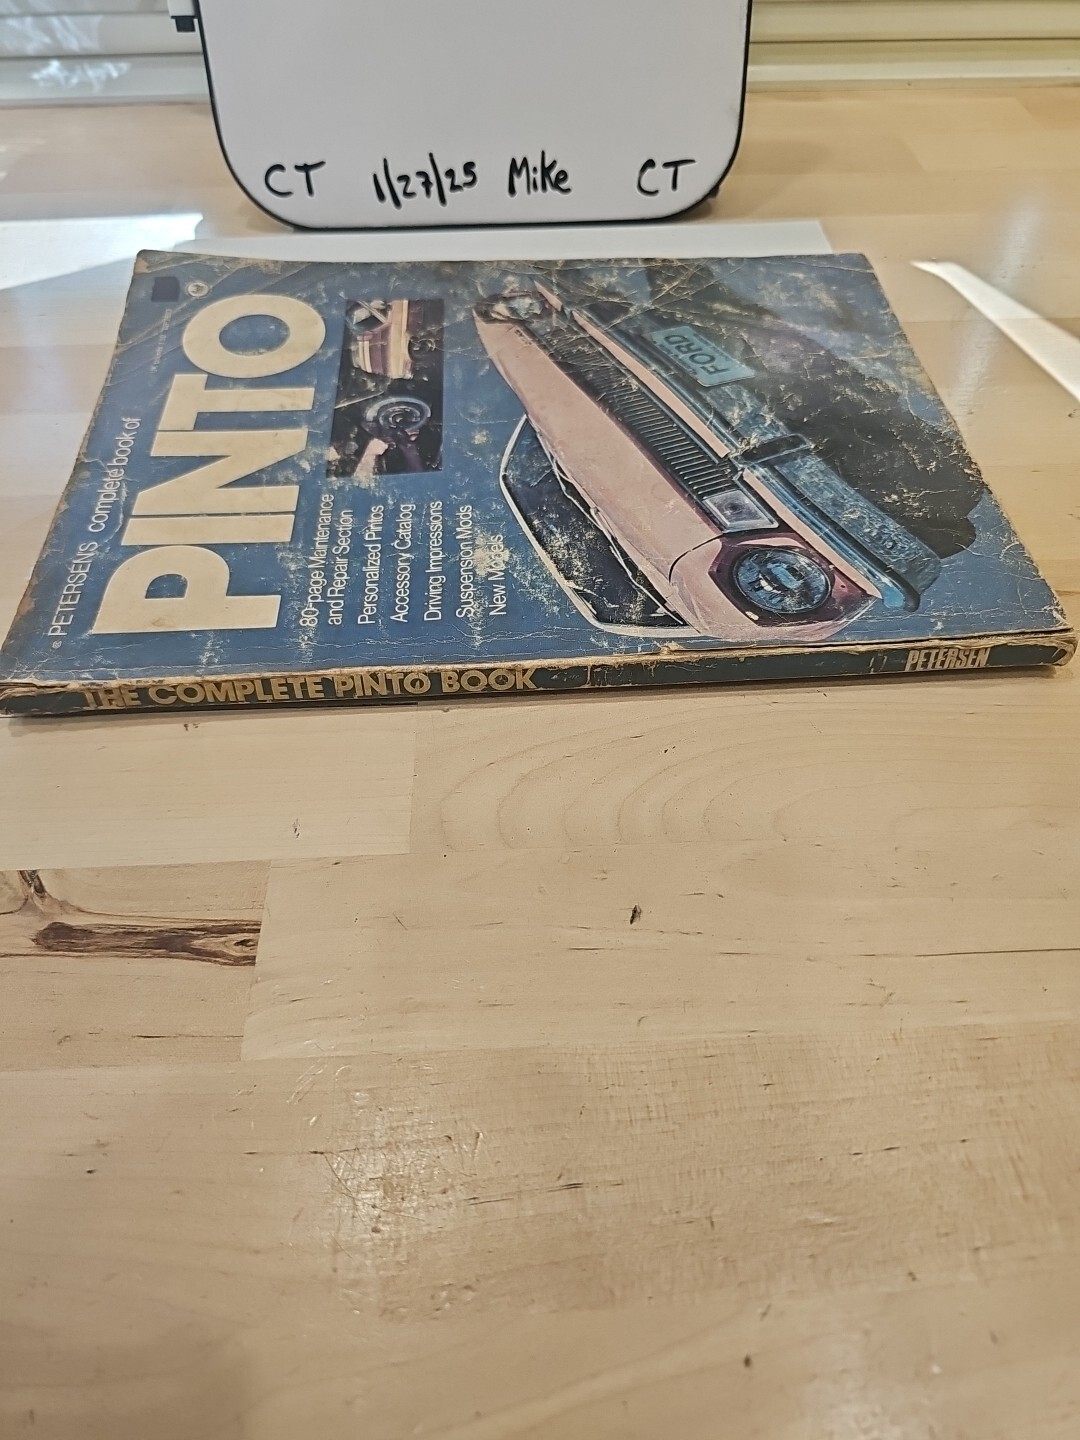 CT 1/27/25 Mike CT
PETERSEN'S complete book of
PINTO
80-page Maintenance
and Repair Section
Personalized Pintos
Accessory Catalog
Driving Impressions
Suspension Mods
New Models
FORD
THE COMPLETE PINTO BOOK
PETERSEN